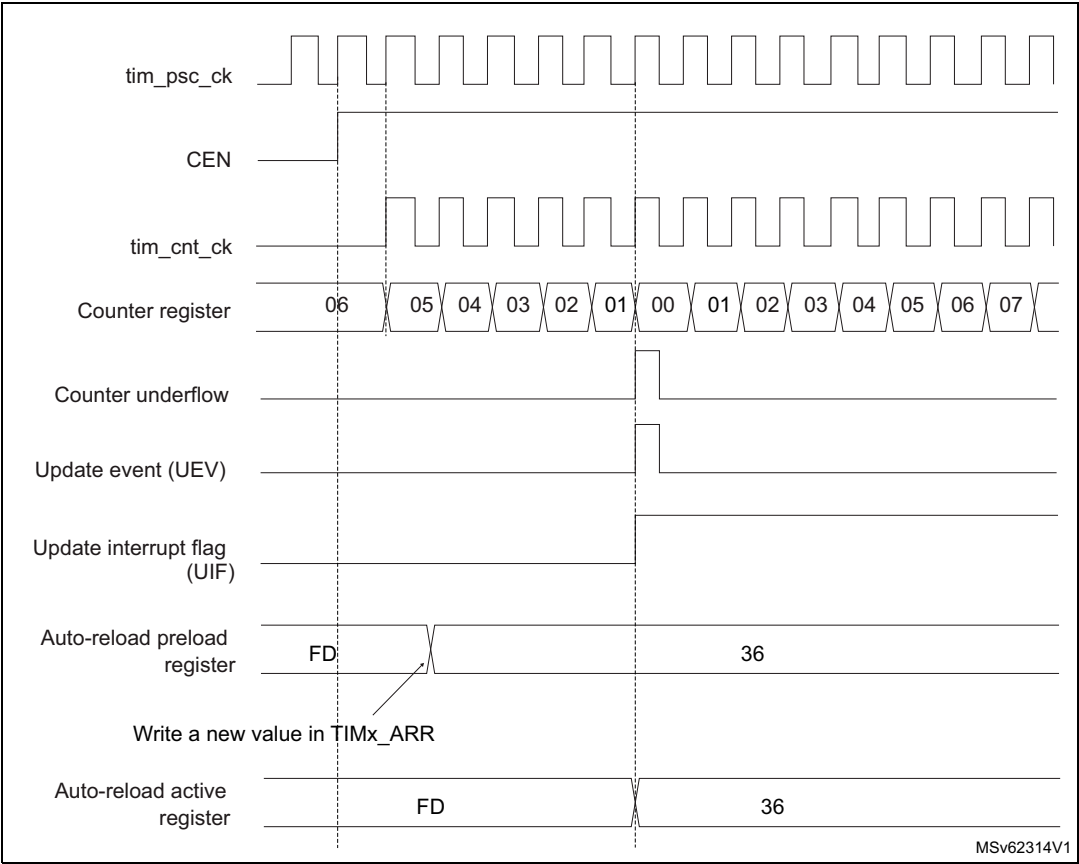 tim_psc_ck
CEN
tim_cnt_ck
Counter register
06 05 04 03 02 01 00 01 02 03 04 05 06 07
Counter underflow
Update event (UEV)
Update interrupt flag
(UIF)
Auto-reload preload
register
FD 36
Write a new value in TIMx_ARR
Auto-reload active
register
FD 36
MSv62314V1